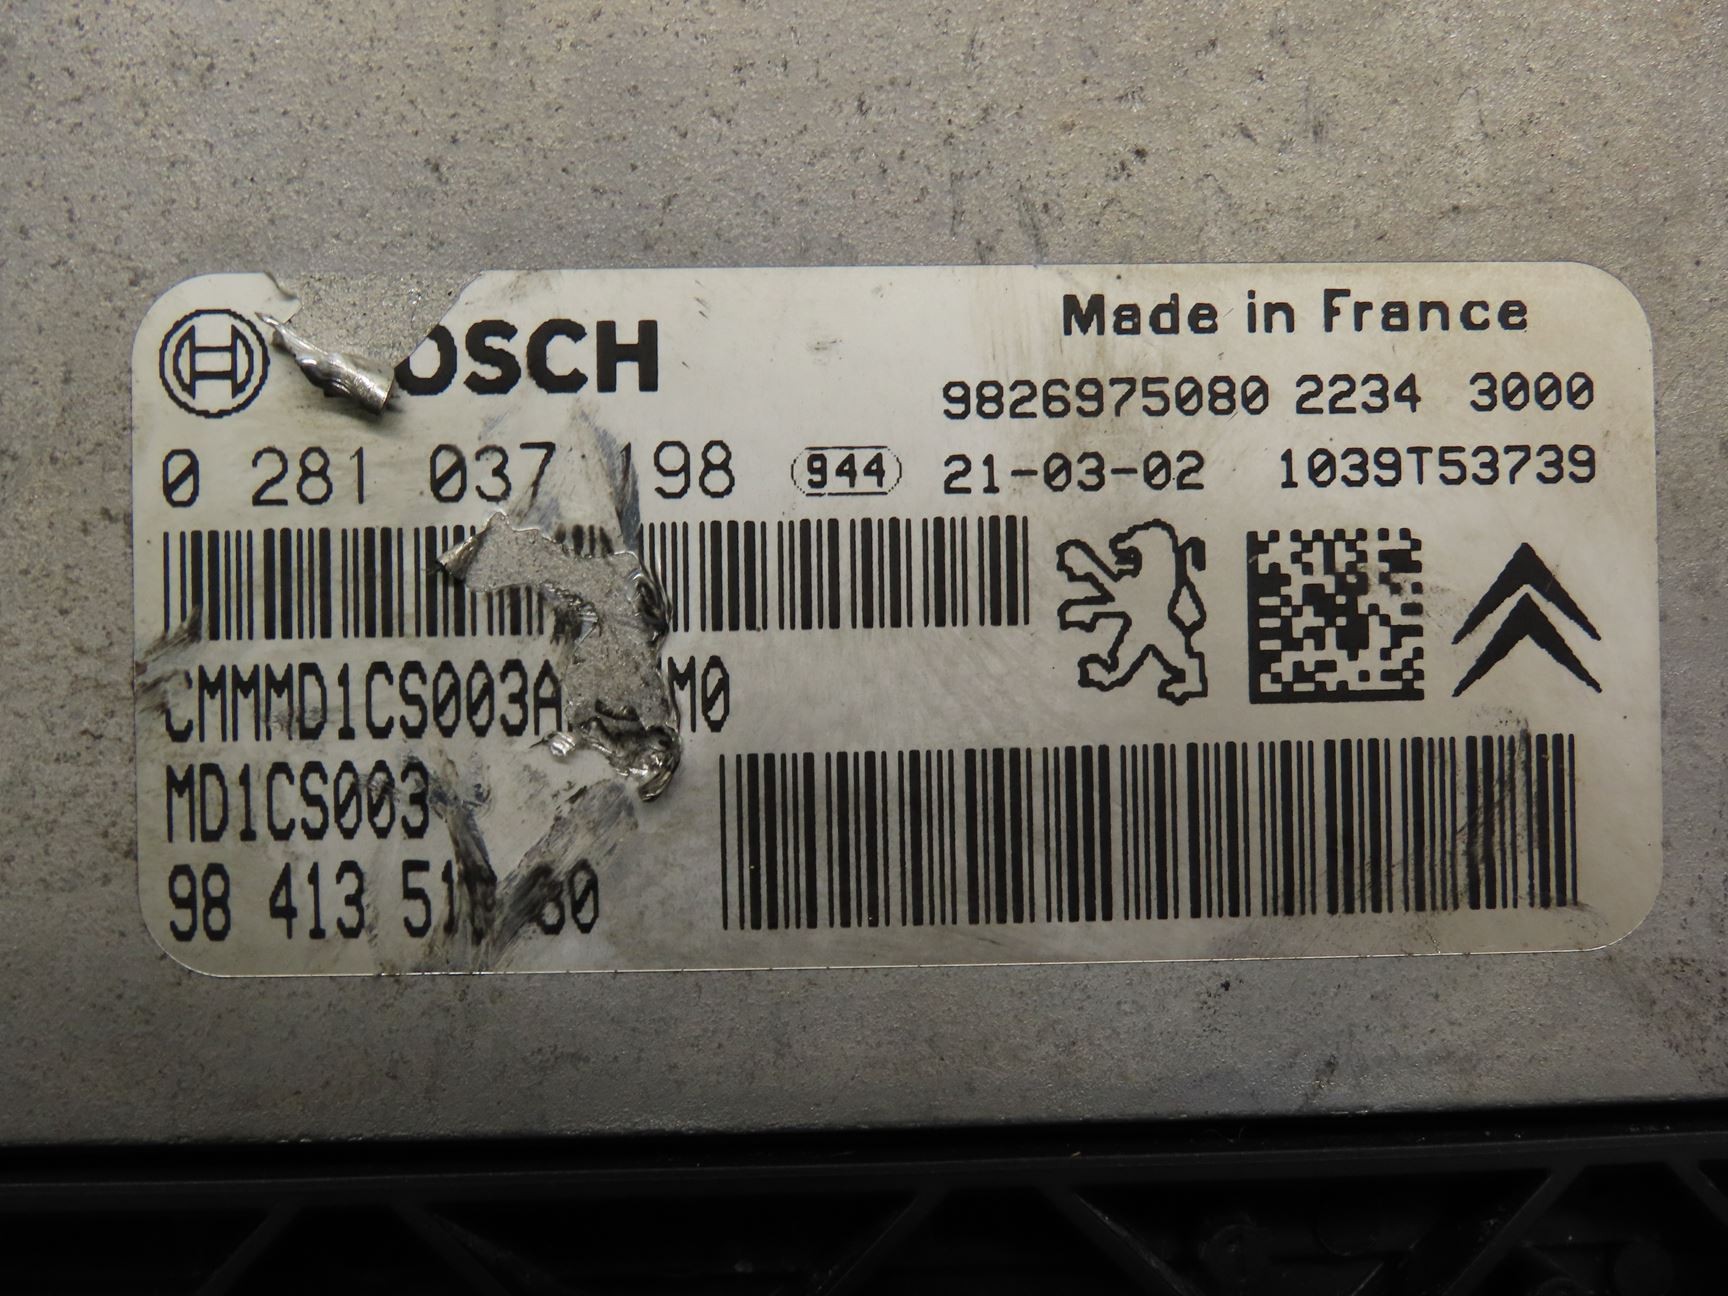 BOSCH
Made in France
9826975080 2234 3000
0 281 037 198 944 21-03-02 1039T53739
MD1CS003
98 413